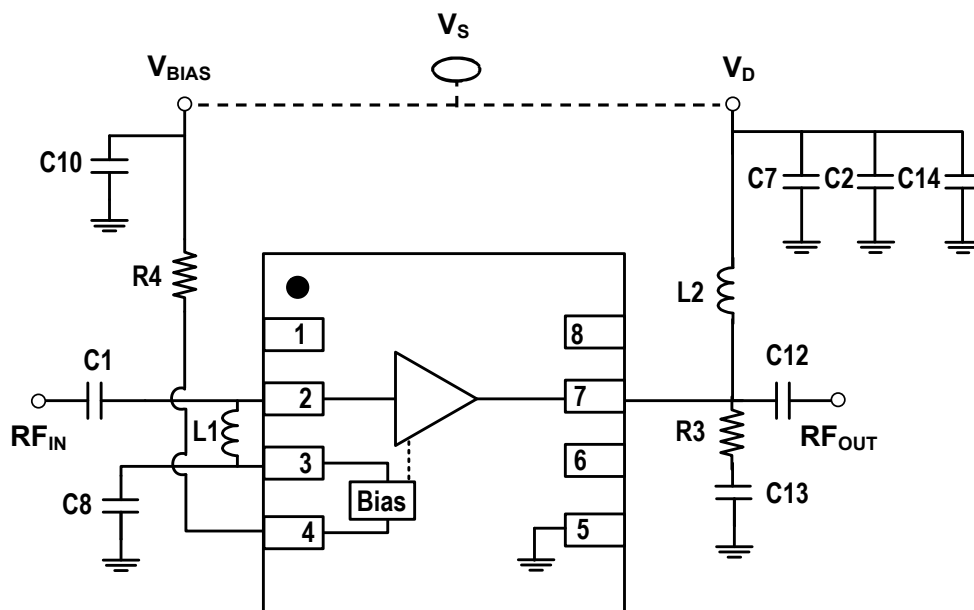 VS
VBIAS
VD
C10
C7
C2
C14
R4
L2
1
8
C1
C12
2
7
RFIN
L1
R3
RFOUT
3
6
C8
Bias
C13
4
5